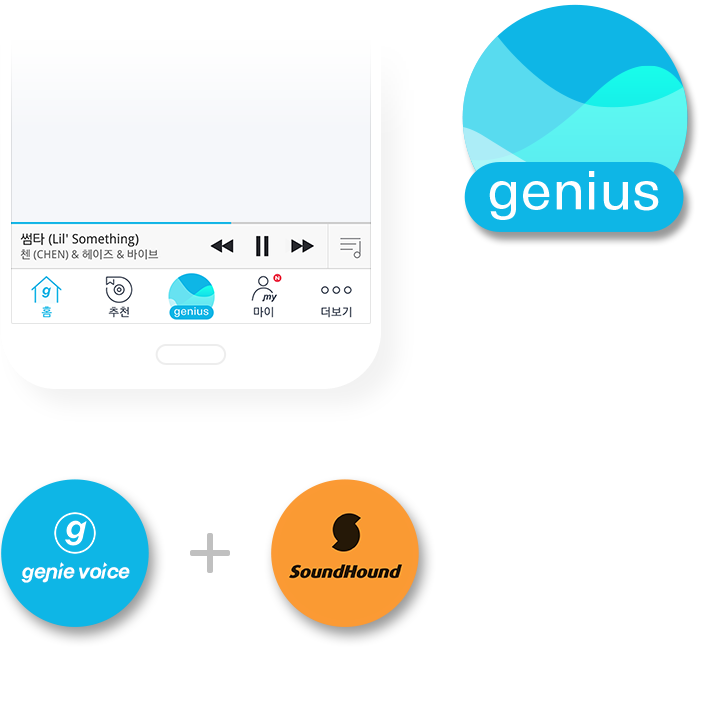 genius
썸타 (Lil' Something)
첸 (CHEN) & 헤이즈 & 바이브
g
홈
추천
genius
N
my
마이
더보기
g
genie voice
SoundHound